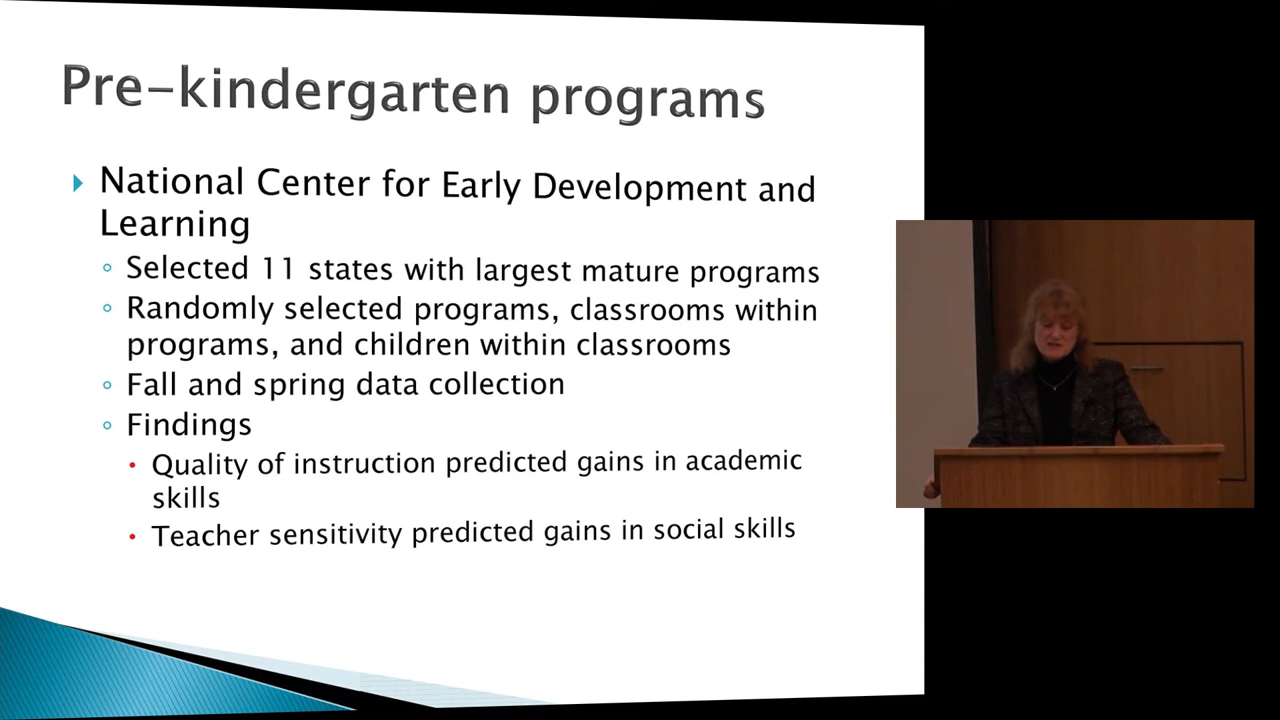 Pre-kindergarten programs
National Center for Early Development and
Learning
Selected 11 states with largest mature programs
Randomly selected programs, classrooms within
programs, and children within classrooms
Fall and spring data collection
Findings
Quality of instruction predicted gains in academic
skills
Teacher sensitivity predicted gains in social skills